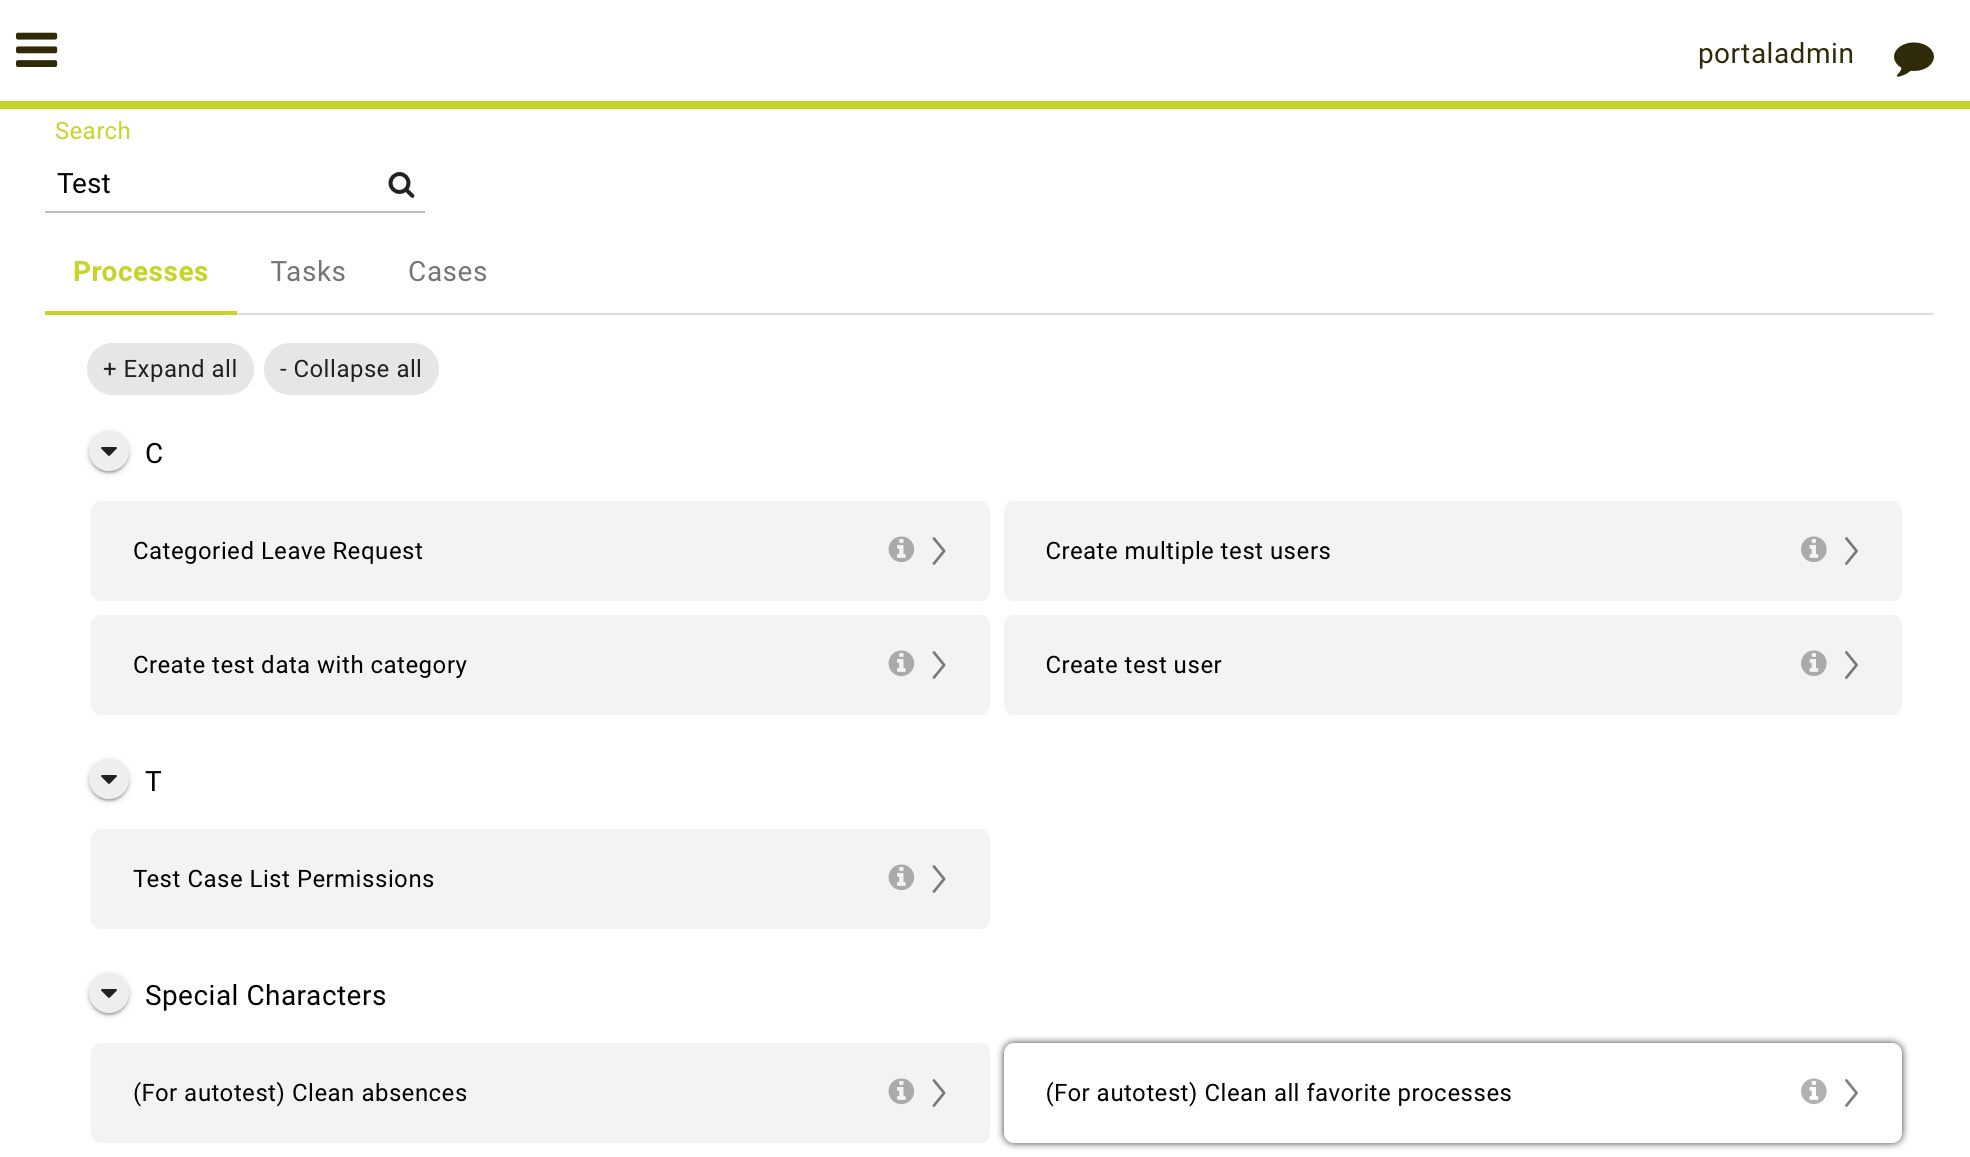 portaladmin
Search
Test
Processes Tasks Cases
+ Expand all - Collapse all
C
Categoried Leave Request
Create multiple test users
Create test data with category
Create test user
T
Test Case List Permissions
Special Characters
(For autotest) Clean absences
(For autotest) Clean all favorite processes